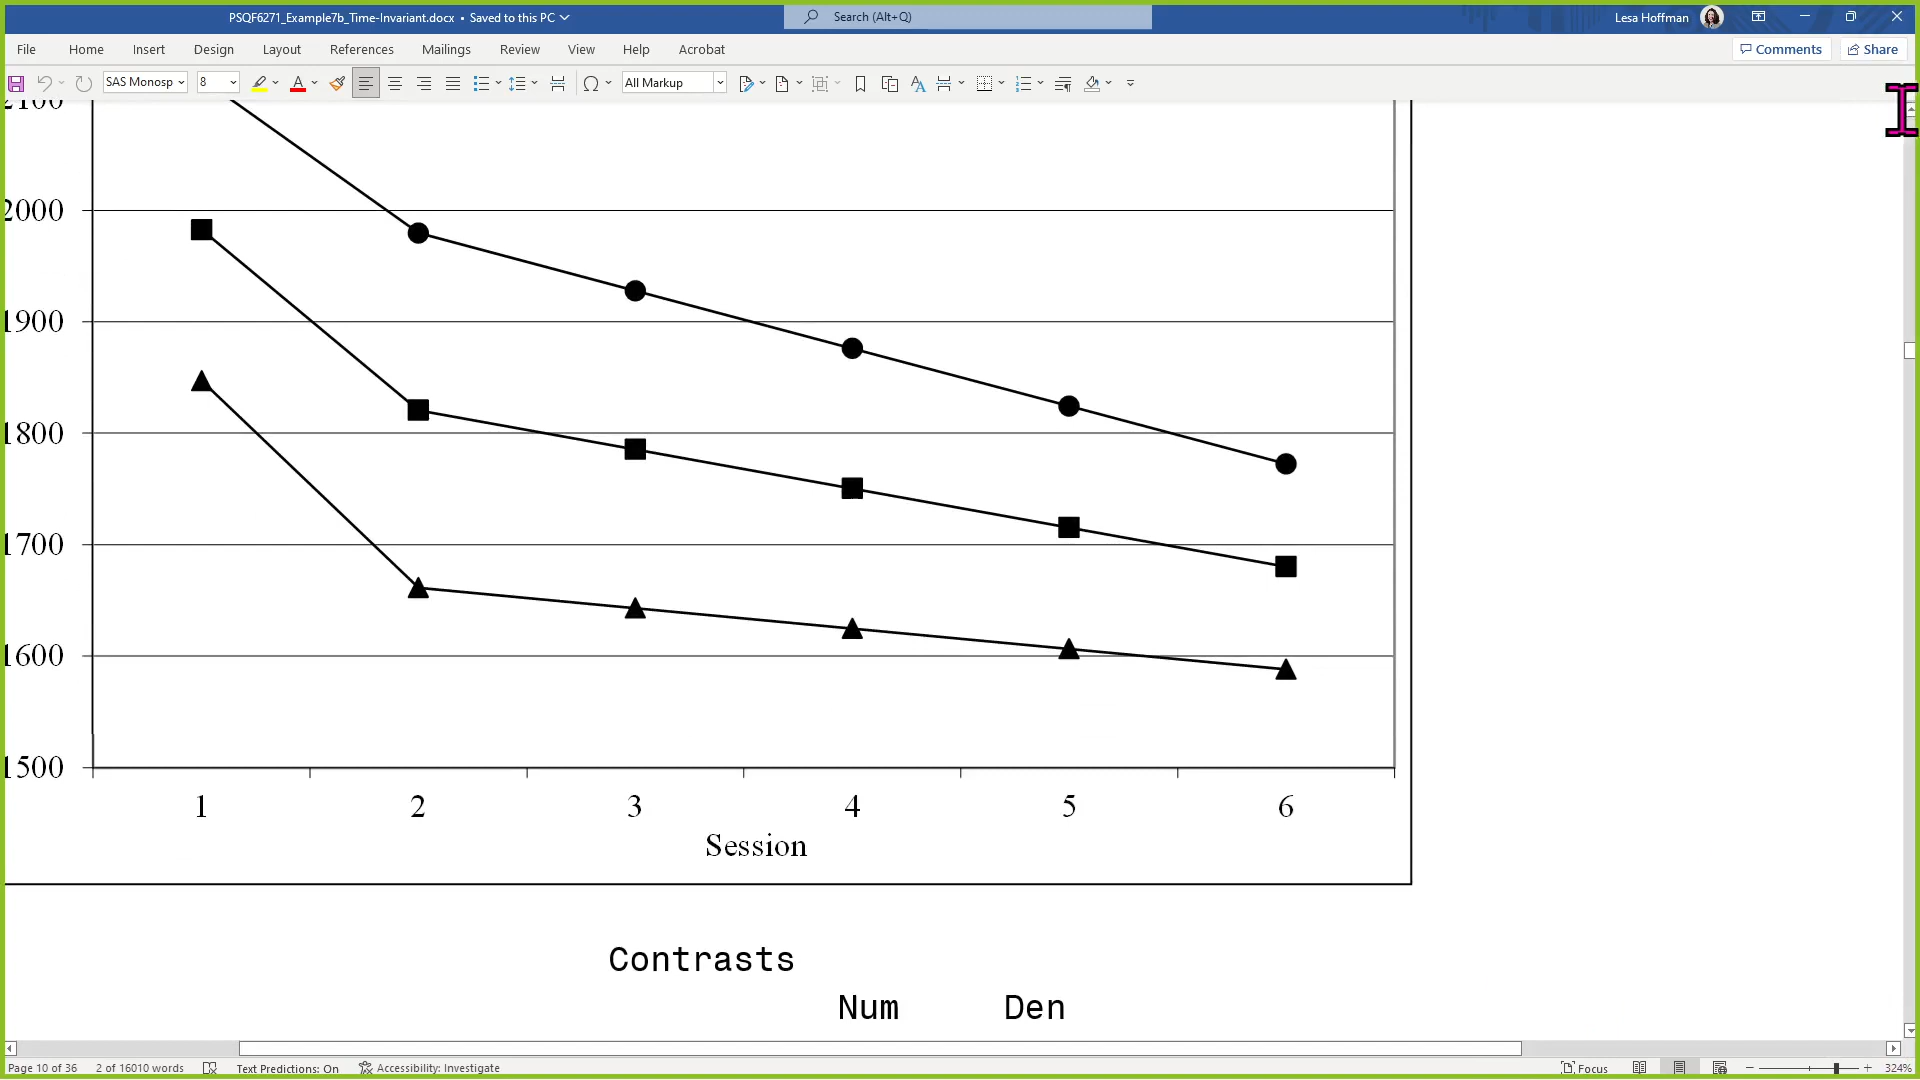 PSQF6271_Example7b_Time-Invariant.docx • Saved to this PC
Search (Alt+Q)
Lesa Hoffman
File Home Insert Design Layout References Mailings Review View Help Acrobat
Comments Share
SAS Monosp 8 All Markup
2100
2000
1900
1800
1700
1600
1500
1 2 3 4 5 6
Session
Contrasts
Num Den
Page 10 of 36 2 of 16010 words Text Predictions: On Accessibility: Investigate Focus 324%